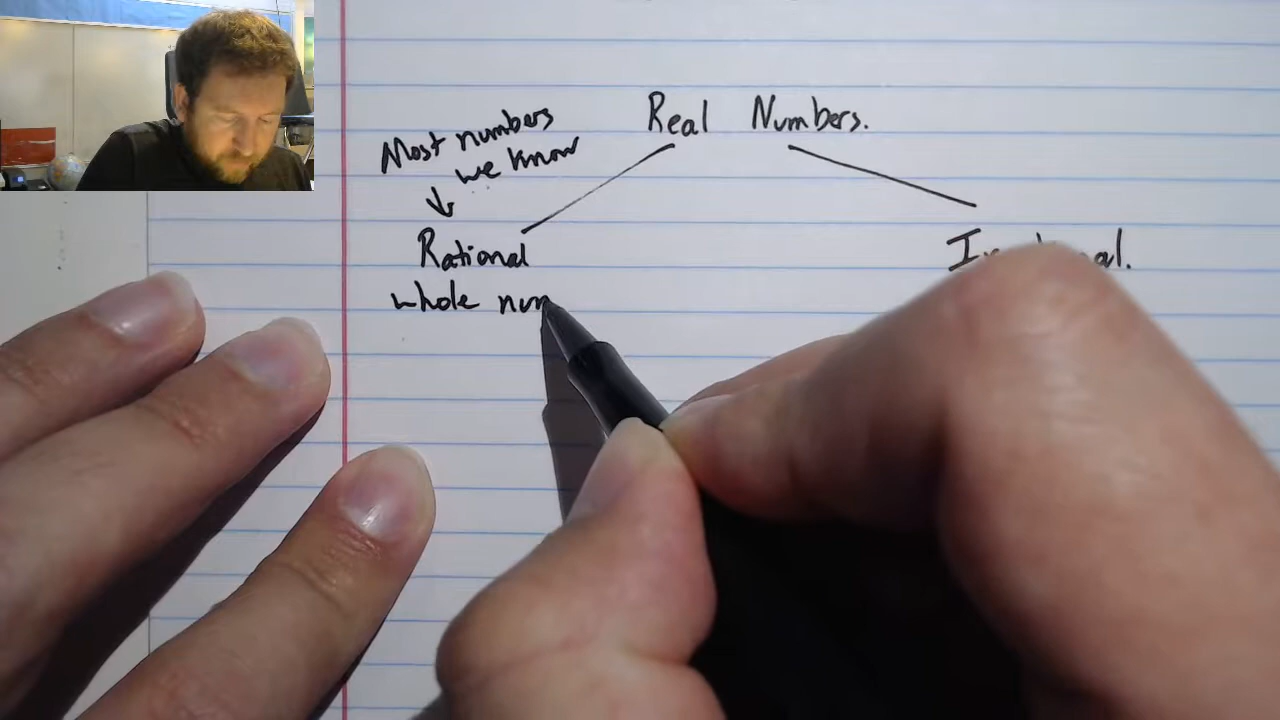 Real Numbers.
Most numbers
we know
↓
Rational
whole num